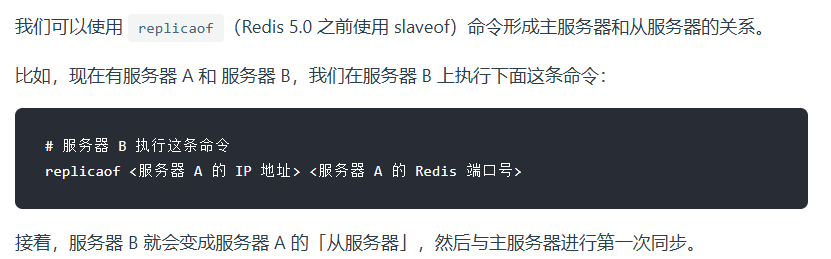 我们可以使用 replicaof（Redis 5.0 之前使用 slaveof）命令形成主服务器和从服务器的关系。
比如，现在有服务器 A 和 服务器 B，我们在服务器 B 上执行下面这条命令：
# 服务器 B 执行这条命令
replicaof <服务器 A 的 IP 地址> <服务器 A 的 Redis 端口号>
接着，服务器 B 就会变成服务器 A 的「从服务器」，然后与主服务器进行第一次同步。